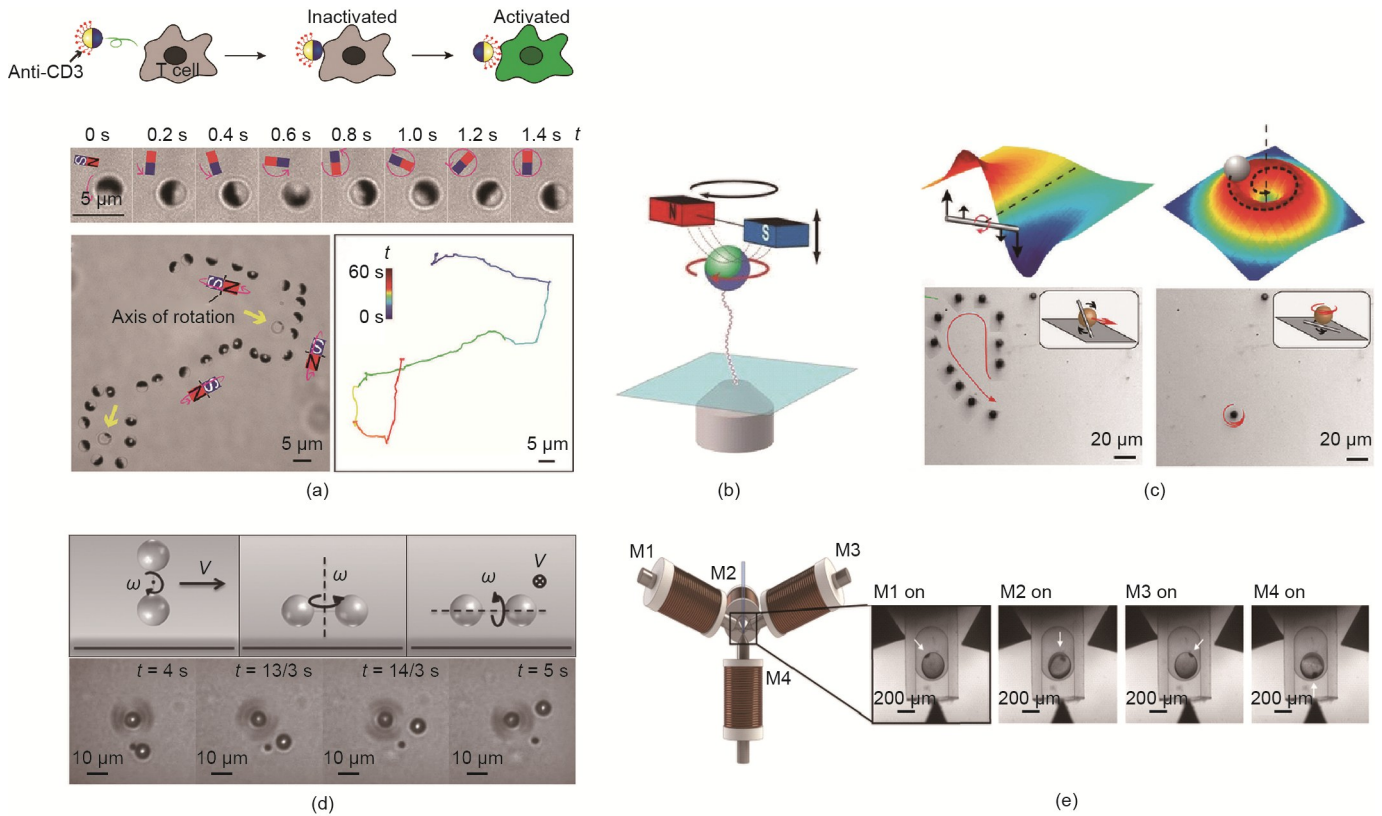 Inactivated
Activated
Anti-CD3
T cell
0 s
0.2 s
0.4 s
0.6 s
0.8 s
1.0 s
1.2 s
1.4 s
t
S N
5 μm
S N
Axis of rotation
S N
S N
5 μm
t
60 s
0 s
5 μm
(a)
N
S
(b)
20 μm
20 μm
(c)
ω
V
ω
ω
V
t = 4 s
t = 13/3 s
t = 14/3 s
t = 5 s
10 μm
10 μm
10 μm
10 μm
(d)
M1
M2
M3
M4
M1 on
M2 on
M3 on
M4 on
200 μm
200 μm
200 μm
200 μm
(e)